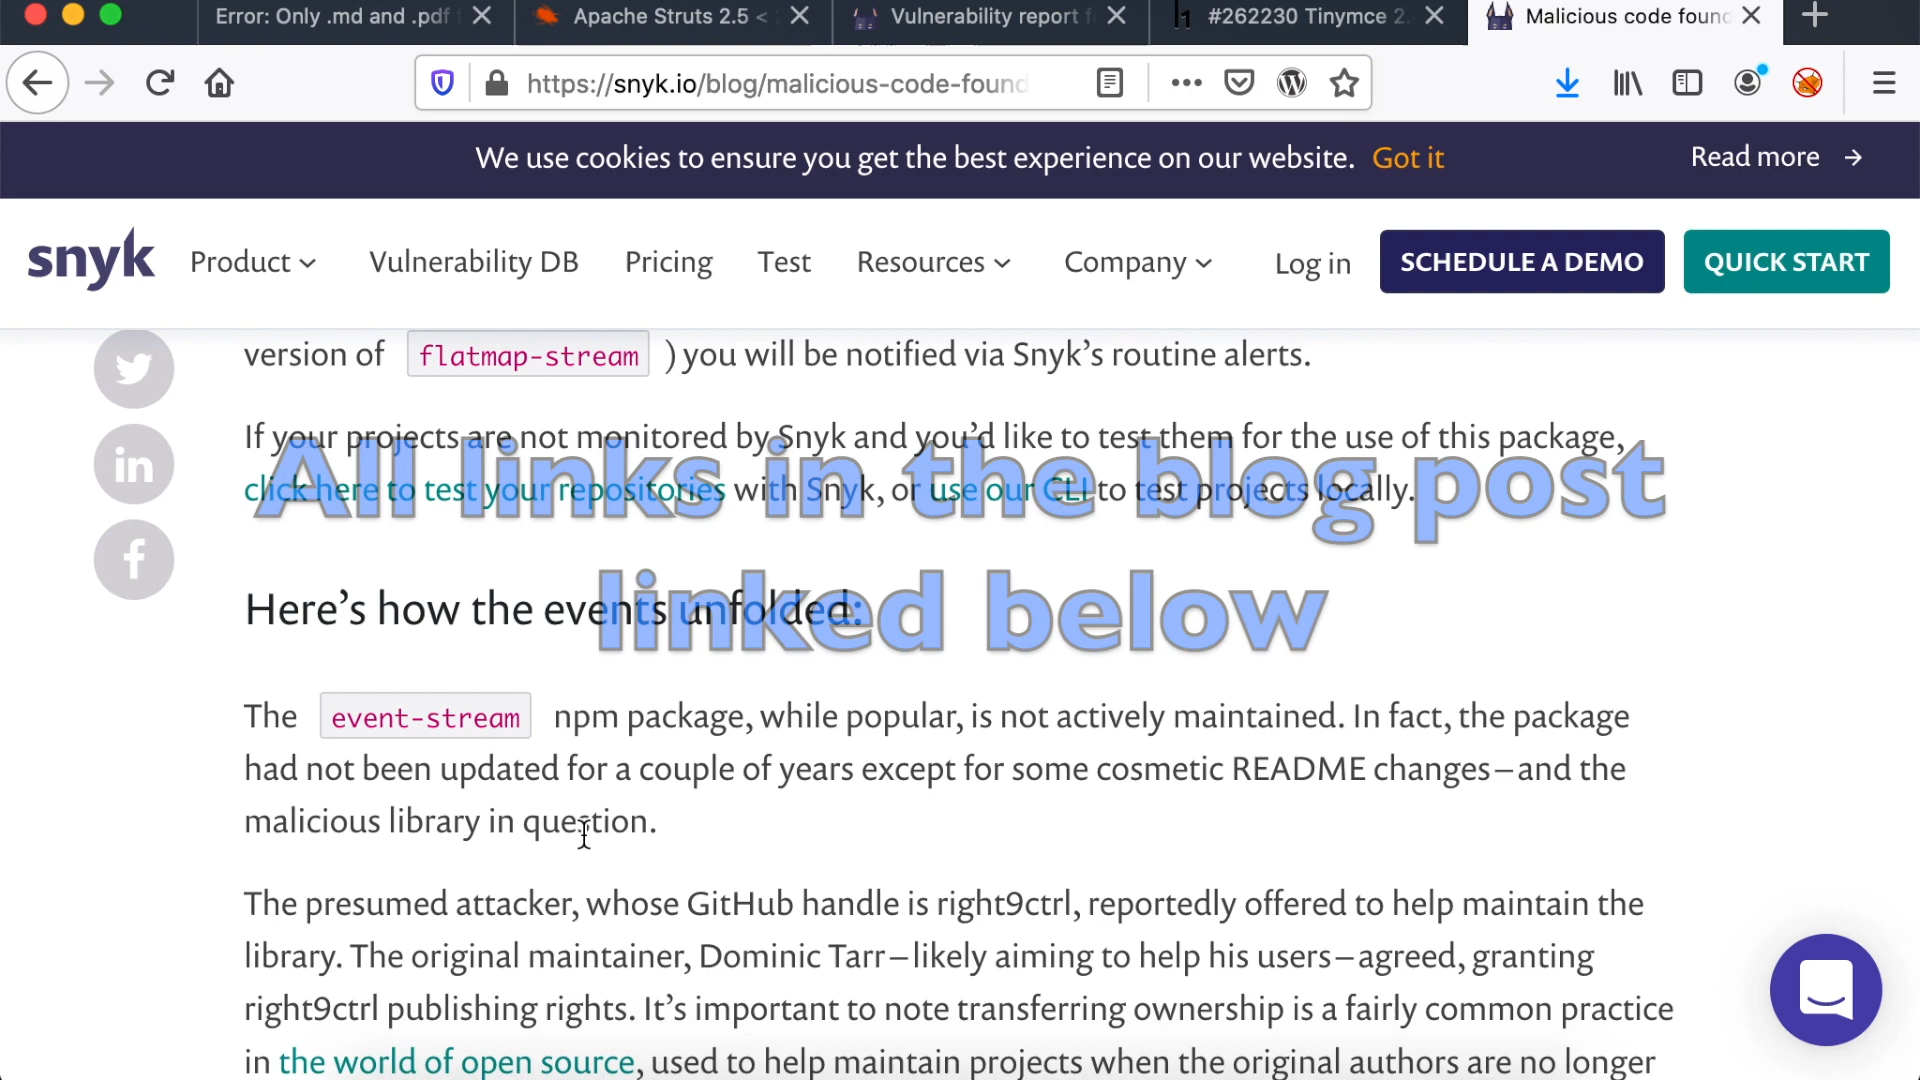 Error: Only .md and .pdf
Apache Struts 2.5 <
Vulnerability report f
#262230 Tinymce 2.
Malicious code foun
https://snyk.io/blog/malicious-code-found
We use cookies to ensure you get the best experience on our website. Got it
Read more →
snyk
Product
Vulnerability DB
Pricing
Test
Resources
Company
Log in
SCHEDULE A DEMO
QUICK START
version of flatmap-stream ) you will be notified via Snyk’s routine alerts.
If your projects are not monitored by Snyk and you’d like to test them for the use of this package,
click here to test your repositories with Snyk, or use our CLI to test projects locally.
All links in the blog post
linked below
Here’s how the events unfolded:
The event-stream npm package, while popular, is not actively maintained. In fact, the package
had not been updated for a couple of years except for some cosmetic README changes—and the
malicious library in question.
The presumed attacker, whose GitHub handle is right9ctrl, reportedly offered to help maintain the
library. The original maintainer, Dominic Tarr—likely aiming to help his users—agreed, granting
right9ctrl publishing rights. It’s important to note transferring ownership is a fairly common practice
in the world of open source, used to help maintain projects when the original authors are no longer